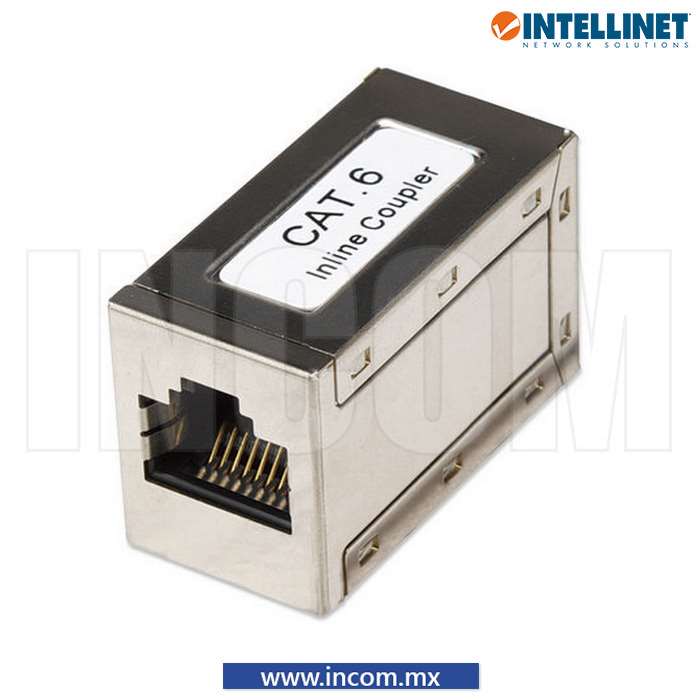 INTELLINET
NETWORK SOLUTIONS
CAT.6
Inline Coupler
INCOM
www.incom.mx